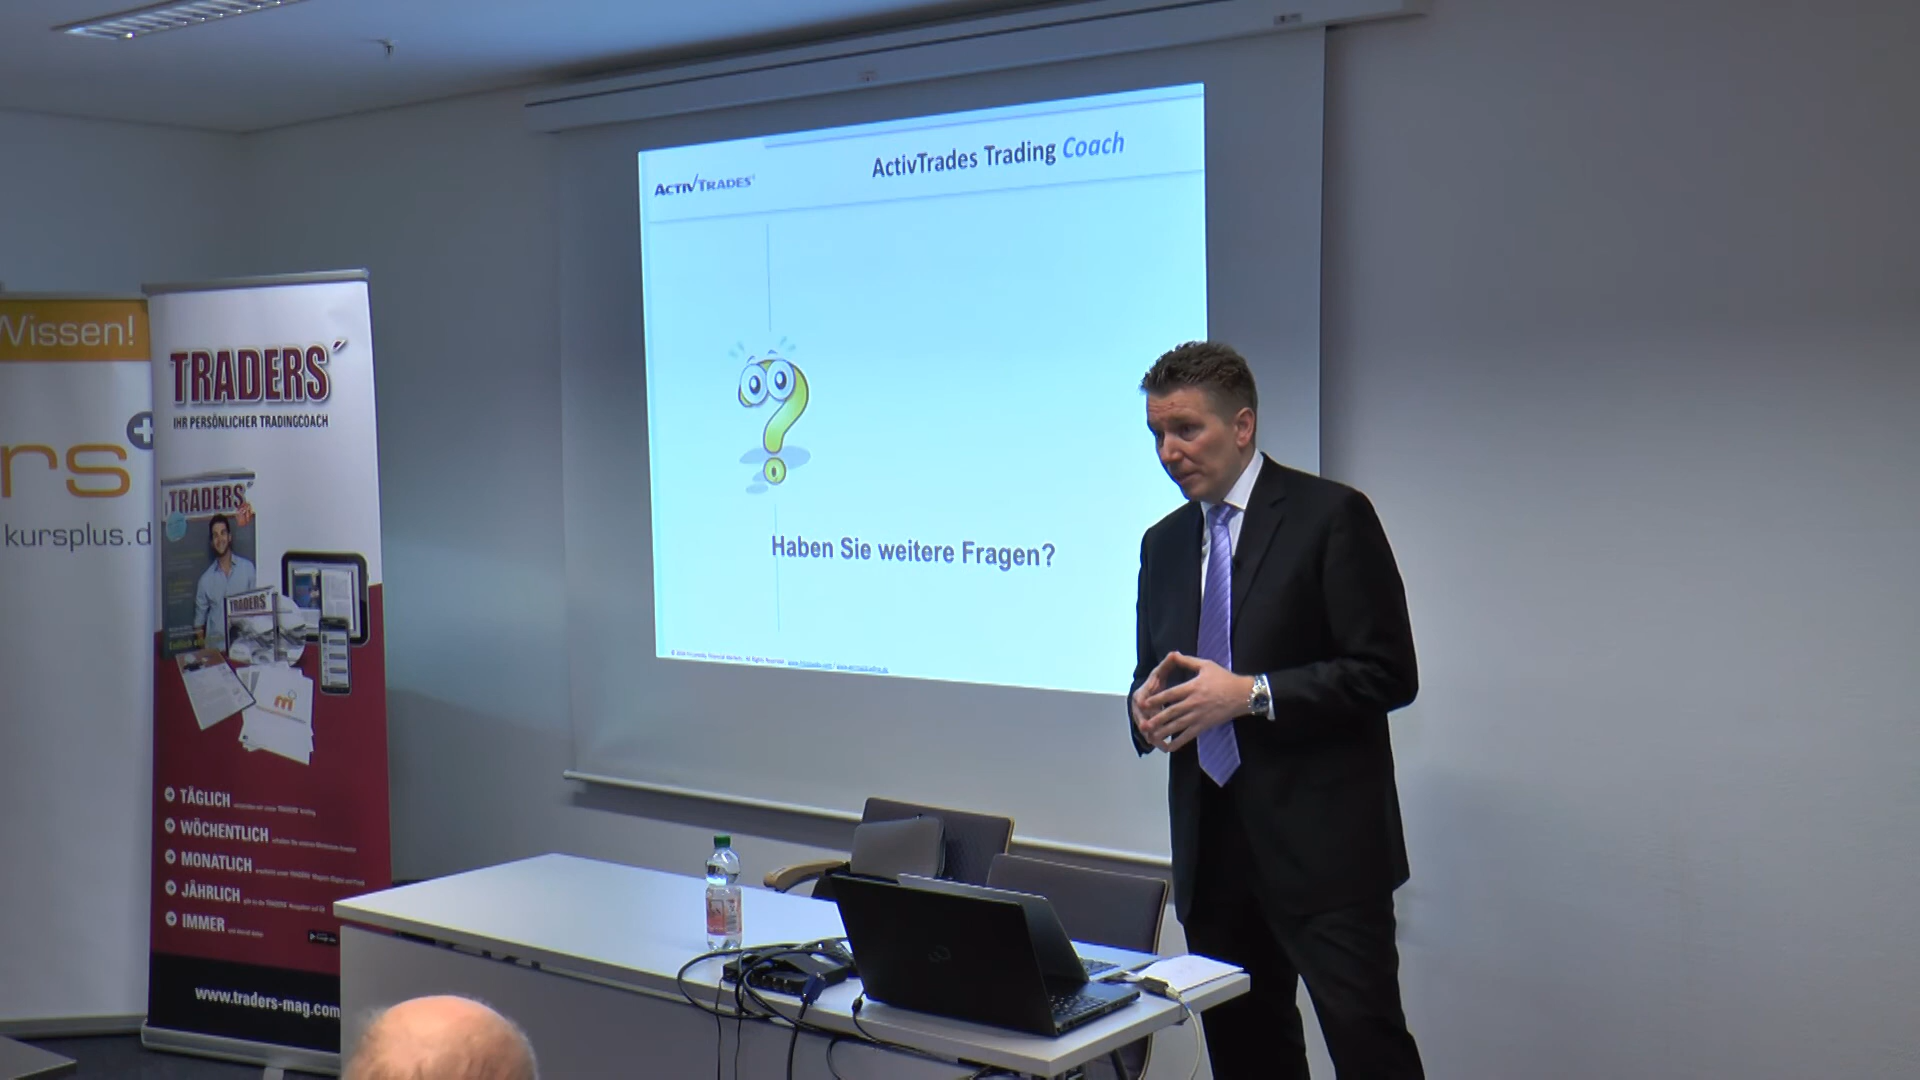 ActivTrades Trading Coach
ACTIVTRADES
Haben Sie weitere Fragen?
Wissen!
rs+
kursplus.d
TRADERS´
IHR PERSÖNLICHER TRADINGCOACH
TRADERS´
TRADERS´
TÄGLICH
WÖCHENTLICH
MONATLICH
JÄHRLICH
IMMER
www.traders-mag.com